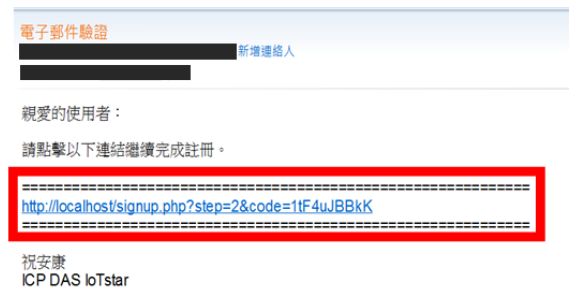 電子郵件驗證
新增連絡人
親愛的使用者：
請點擊以下連結繼續完成註冊。
================================================================
http://localhost/signup.php?step=2&code=1tF4uJBBkK
================================================================
祝安康
ICP DAS IoTstar